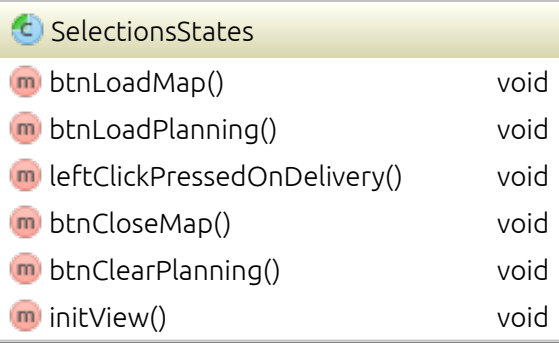 SelectionsStates
btnLoadMap() void
btnLoadPlanning() void
leftClickPressedOnDelivery() void
btnCloseMap() void
btnClearPlanning() void
initView() void